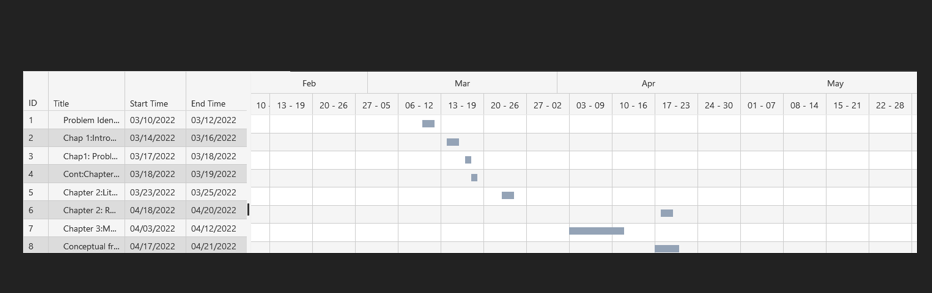 Feb Mar Apr May
ID Title Start Time End Time 10 - 13 - 19 20 - 26 27 - 05 06 - 12 13 - 19 20 - 26 27 - 02 03 - 09 10 - 16 17 - 23 24 - 30 01 - 07 08 - 14 15 - 21 22 - 28
1 Problem Iden... 03/10/2022 03/12/2022
2 Chap 1:Intro... 03/14/2022 03/16/2022
3 Chap1: Probl... 03/17/2022 03/18/2022
4 Cont:Chapter... 03/18/2022 03/19/2022
5 Chapter 2:Lit... 03/23/2022 03/25/2022
6 Chapter 2: R... 04/18/2022 04/20/2022
7 Chapter 3:M... 04/03/2022 04/12/2022
8 Conceptual fr... 04/17/2022 04/21/2022